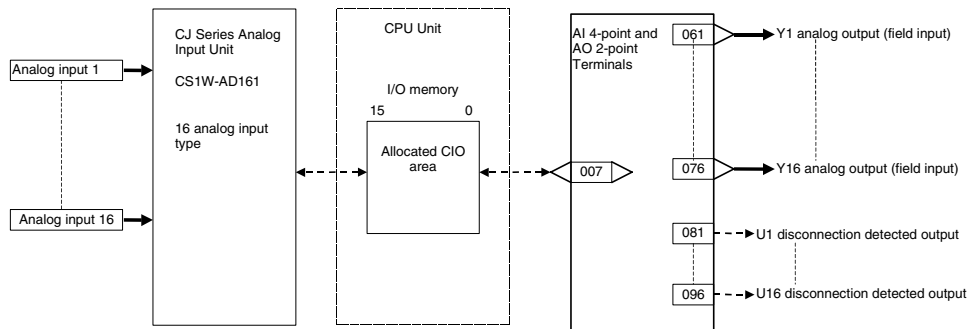 Analog input 1
Analog input 16
CJ Series Analog
Input Unit
CS1W-AD161
16 analog input
type
CPU Unit
I/O memory
15 0
Allocated CIO
area
AI 4-point and
AO 2-point
Terminals
007
061
076
081
096
Y1 analog output (field input)
Y16 analog output (field input)
U1 disconnection detected output
U16 disconnection detected output